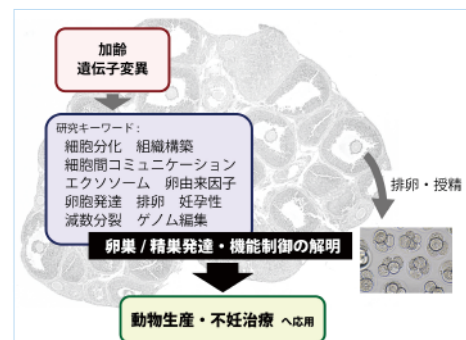 加齢
遺伝子変異
研究キーワード：
細胞分化　組織構築
細胞間コミュニケーション
エクソソーム　卵由来因子
卵胞発達　排卵　妊孕性
減数分裂　ゲノム編集
排卵・授精
卵巣 / 精巣発達・機能制御の解明
動物生産・不妊治療 へ応用